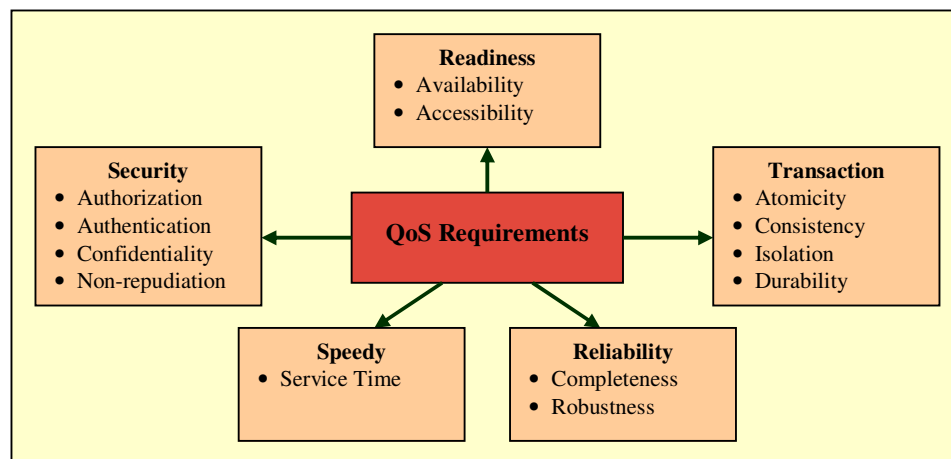 Readiness
• Availability
• Accessibility
Security
• Authorization
• Authentication
• Confidentiality
• Non-repudiation
QoS Requirements
Transaction
• Atomicity
• Consistency
• Isolation
• Durability
Speedy
• Service Time
Reliability
• Completeness
• Robustness